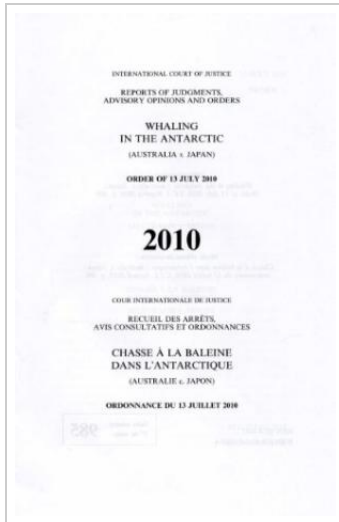 INTERNATIONAL COURT OF JUSTICE
REPORTS OF JUDGMENTS,
ADVISORY OPINIONS AND ORDERS
WHALING
IN THE ANTARCTIC
(AUSTRALIA v. JAPAN)
ORDER OF 13 JULY 2010
2010
COUR INTERNATIONALE DE JUSTICE
RECUEIL DES ARRÊTS,
AVIS CONSULTATIFS ET ORDONNANCES
CHASSE À LA BALEINE
DANS L'ANTARCTIQUE
(AUSTRALIE c. JAPON)
ORDONNANCE DU 13 JUILLET 2010
985